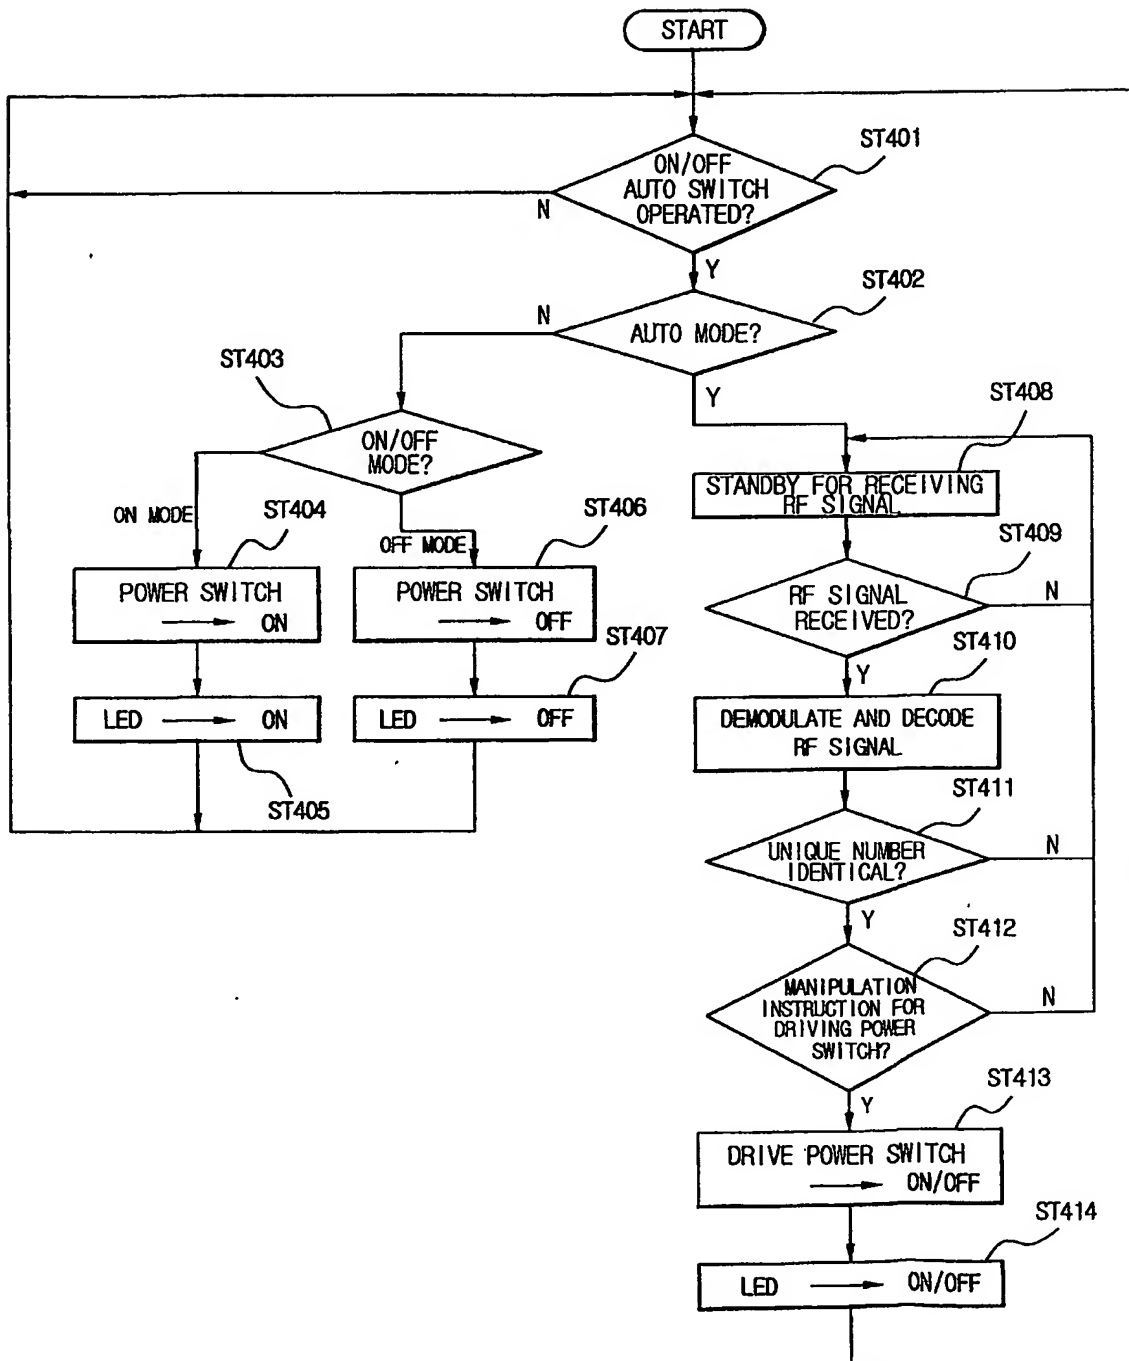 START
ST401
ON/OFF
AUTO SWITCH
OPERATED?
N
Y
ST402
N
AUTO MODE?
Y
ST403
ON/OFF
MODE?
ST408
STANDBY FOR RECEIVING
RF SIGNAL
ON MODE
ST404
OFF MODE
ST406
ST409
POWER SWITCH
ON
POWER SWITCH
OFF
RF SIGNAL
RECEIVED?
N
ST407
Y
ST410
LED
ON
LED
OFF
DEMODULATE AND DECODE
RF SIGNAL
ST405
ST411
UNIQUE NUMBER
IDENTICAL?
N
Y
ST412
MANIPULATION
INSTRUCTION FOR
DRIVING POWER
SWITCH?
N
Y
ST413
DRIVE POWER SWITCH
ON/OFF
ST414
LED
ON/OFF